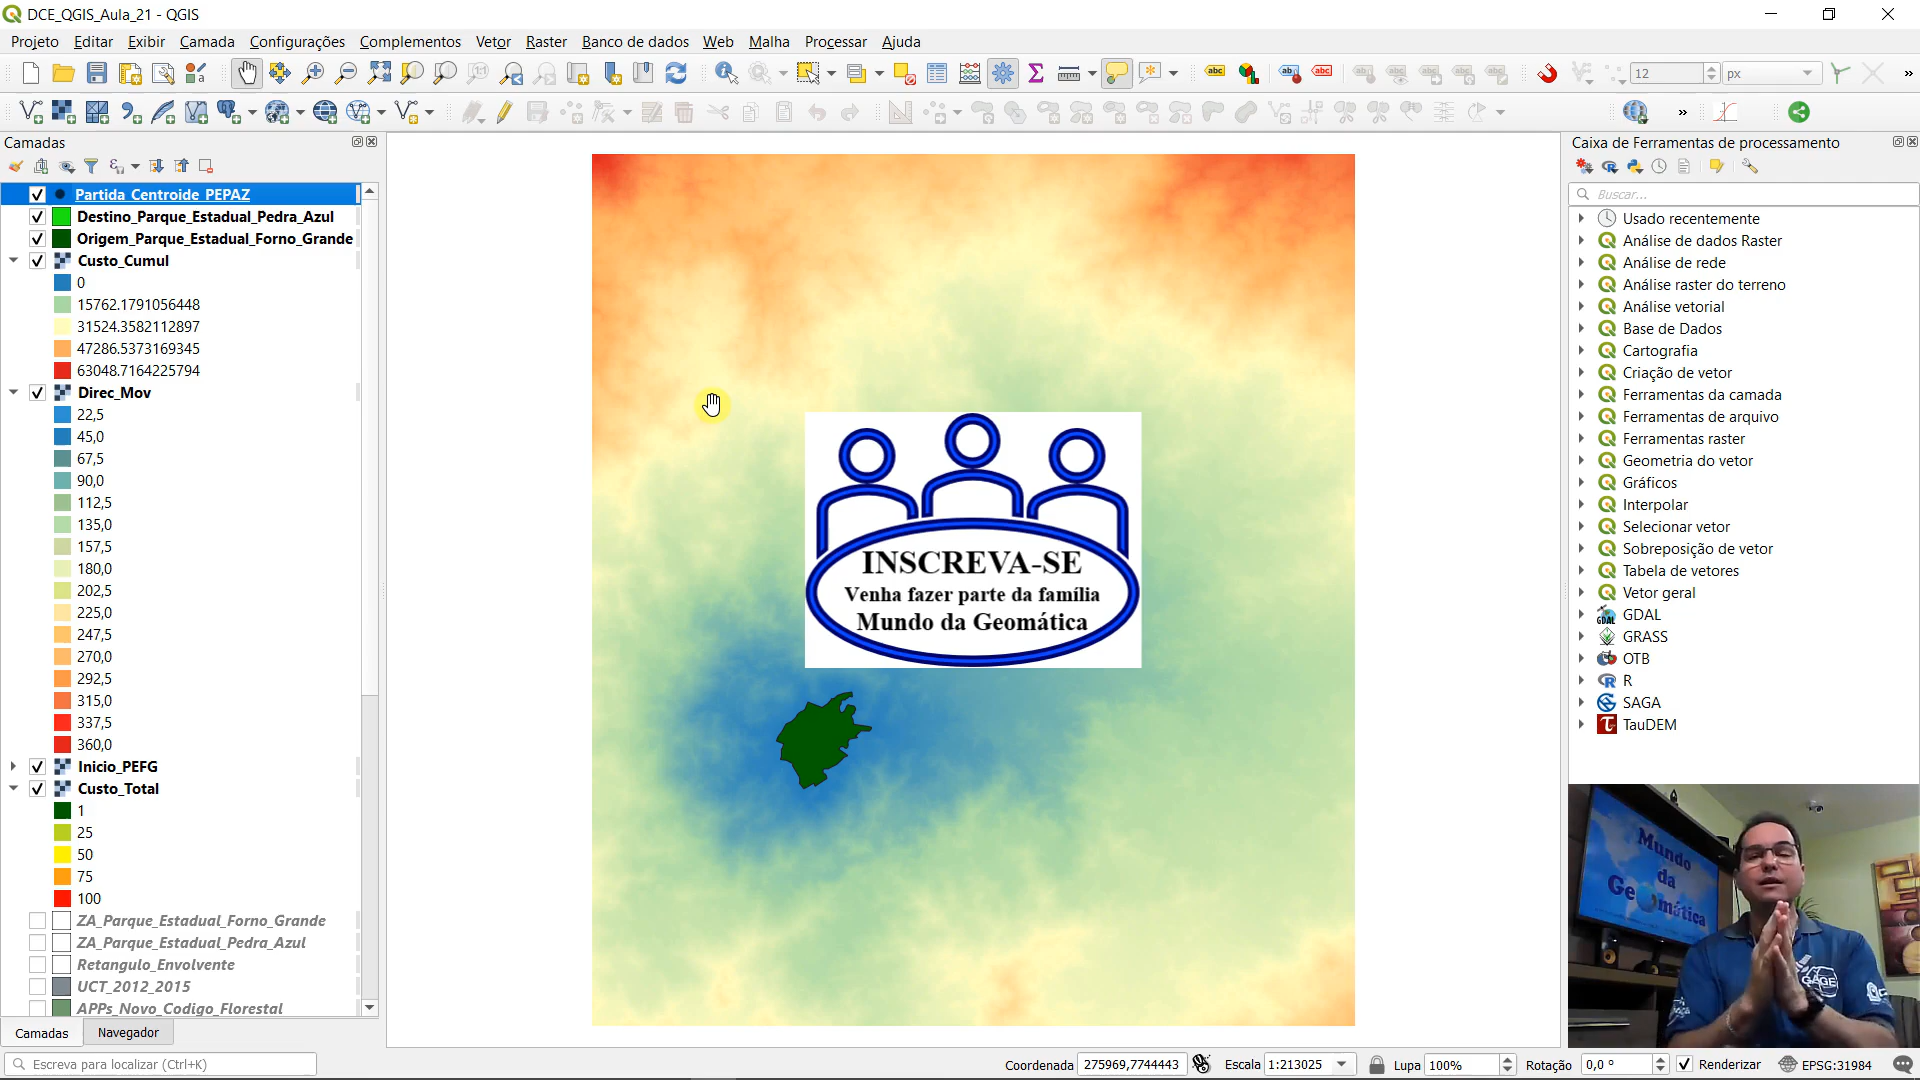 DCE_QGIS_Aula_21 - QGIS
Projeto Editar Exibir Camada Configurações Complementos Vetor Raster Banco de dados Web Malha Processar Ajuda
12 px
Camadas
Partida_Centroide_PEPAZ
Destino_Parque_Estadual_Pedra_Azul
Origem_Parque_Estadual_Forno_Grande
Custo_Cumul
0
15762.1791056448
31524.3582112897
47286.5373169345
63048.7164225794
Direc_Mov
22,5
45,0
67,5
90,0
112,5
135,0
157,5
180,0
202,5
225,0
247,5
270,0
292,5
315,0
337,5
360,0
Inicio_PEFG
Custo_Total
1
25
50
75
100
ZA_Parque_Estadual_Forno_Grande
ZA_Parque_Estadual_Pedra_Azul
Retangulo_Envolvente
UCT_2012_2015
APPs_Novo_Codigo_Florestal
Camadas Navegador
INSCREVA-SE
Venha fazer parte da família
Mundo da Geomática
Caixa de Ferramentas de processamento
Buscar...
Usado recentemente
Análise de dados Raster
Análise de rede
Análise raster do terreno
Análise vetorial
Base de Dados
Cartografia
Criação de vetor
Ferramentas da camada
Ferramentas de arquivo
Ferramentas raster
Geometria do vetor
Gráficos
Interpolar
Selecionar vetor
Sobreposição de vetor
Tabela de vetores
Vetor geral
GDAL
GRASS
OTB
R
SAGA
TauDEM
Mundo
da
Geomática
GAGE
Escreva para localizar (Ctrl+K)
Coordenada 275969,7744443 Escala 1:213025 Lupa 100% Rotação 0,0 ° Renderizar EPSG:31984